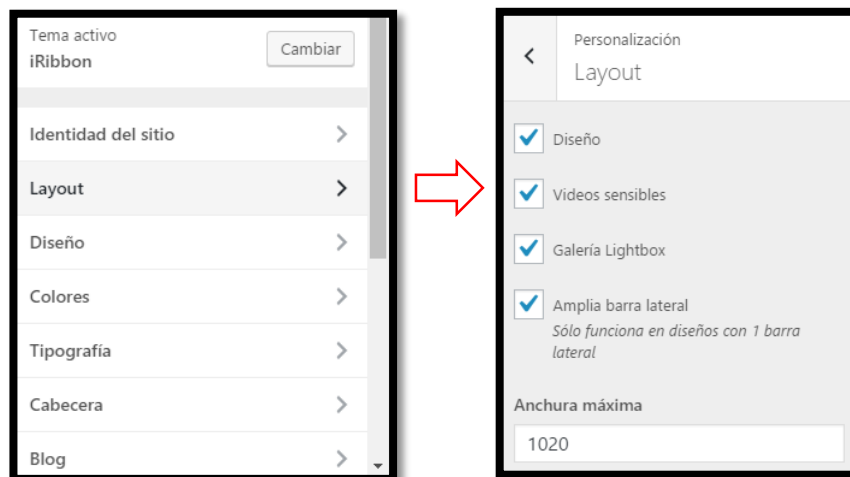 Tema activo
iRibbon
Cambiar
Identidad del sitio
Layout
Diseño
Colores
Tipografía
Cabecera
Blog
Personalización
Layout
Diseño
Videos sensibles
Galería Lightbox
Amplia barra lateral
Sólo funciona en diseños con 1 barra
lateral
Anchura máxima
1020